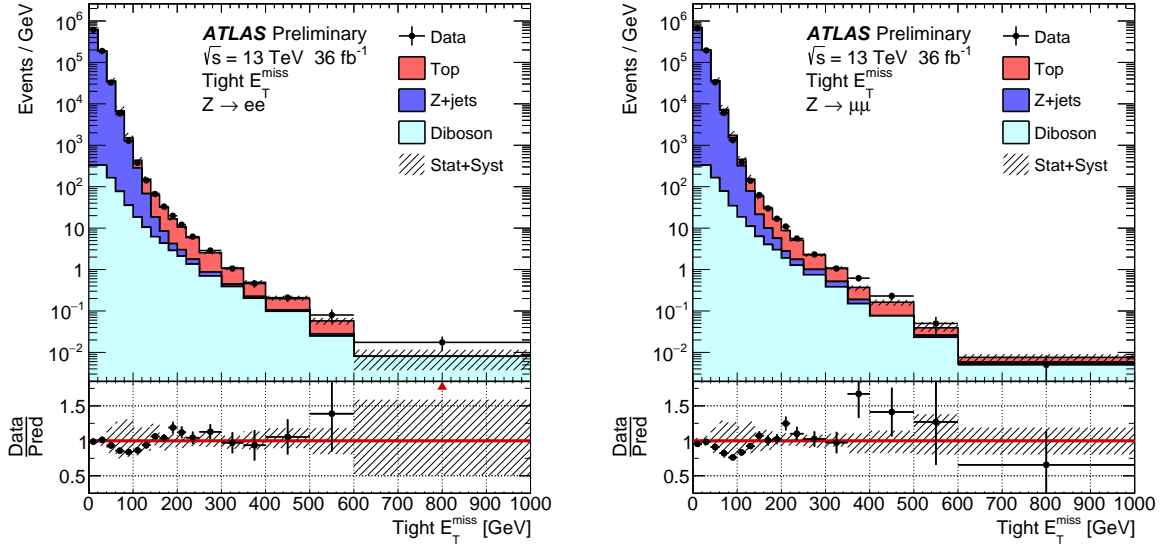 Events / GeV
10⁶
10⁵
10⁴
10³
10²
10
1
10⁻¹
10⁻²
ATLAS Preliminary
√s = 13 TeV 36 fb⁻¹
Tight E_T^miss
Z → ee
Data
Top
Z+jets
Diboson
Stat+Syst
Data
Pred
1.5
1
0.5
0 100 200 300 400 500 600 700 800 900 1000
Tight E_T^miss [GeV]
Events / GeV
10⁶
10⁵
10⁴
10³
10²
10
1
10⁻¹
10⁻²
ATLAS Preliminary
√s = 13 TeV 36 fb⁻¹
Tight E_T^miss
Z → μμ
Data
Top
Z+jets
Diboson
Stat+Syst
Data
Pred
1.5
1
0.5
0 100 200 300 400 500 600 700 800 900 1000
Tight E_T^miss [GeV]